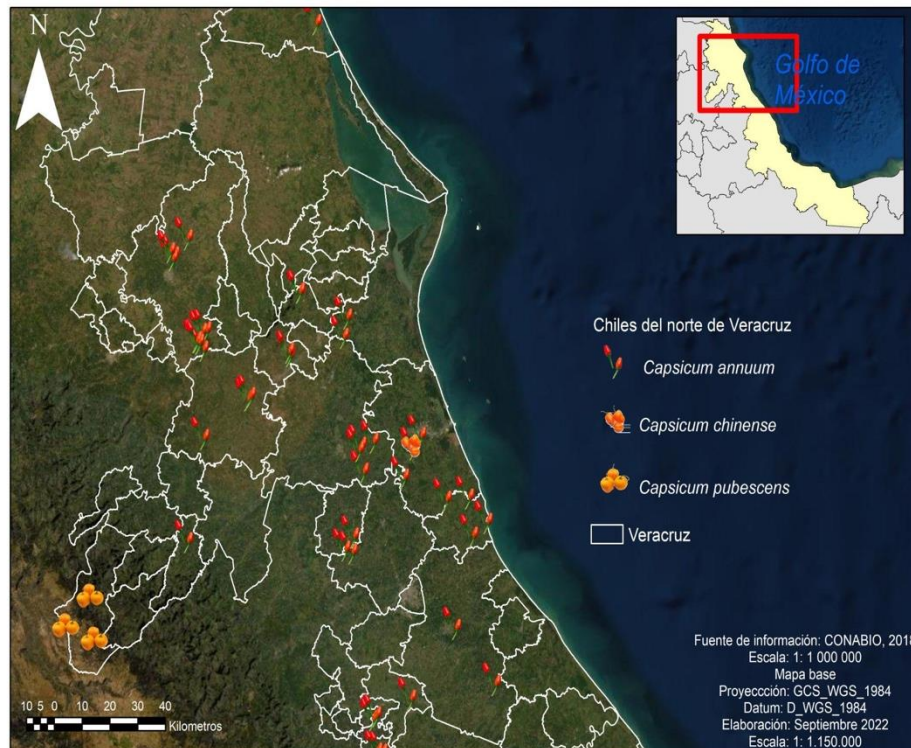 N
Golfo de
México
Chiles del norte de Veracruz
Capsicum annuum
Capsicum chinense
Capsicum pubescens
Veracruz
Fuente de información: CONABIO, 2018
Escala: 1: 1 000 000
Mapa base
Proyeccción: GCS_WGS_1984
Datum: D_WGS_1984
Elaboración: Septiembre 2022
Escala: 1: 1.150.000
10 5 0 10 20 30 40
Kilometros